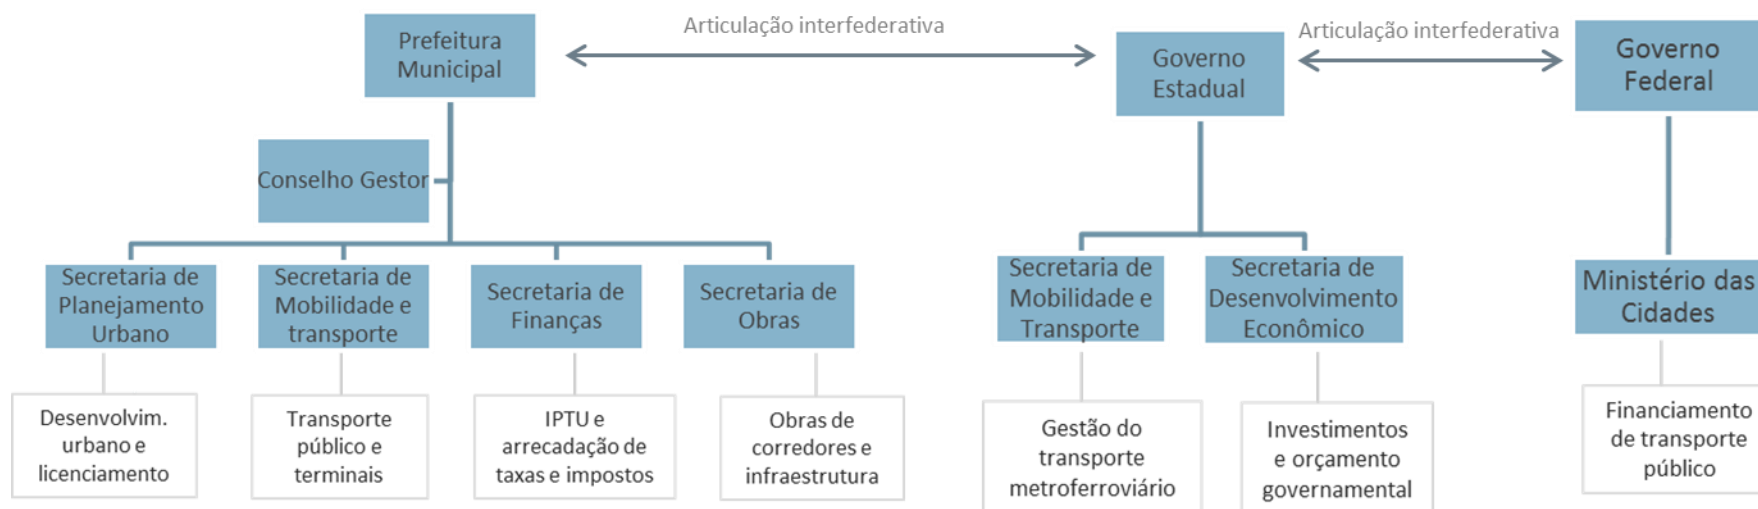 Prefeitura
Municipal
Articulação interfederativa
Governo
Estadual
Articulação interfederativa
Governo
Federal
Conselho Gestor
Secretaria de
Planejamento
Urbano
Secretaria de
Mobilidade e
transporte
Secretaria de
Finanças
Secretaria de
Obras
Secretaria de
Mobilidade e
Transporte
Secretaria de
Desenvolvimento
Econômico
Ministério das
Cidades
Desenvolvim.
urbano e
licenciamento
Transporte
público e
terminais
IPTU e
arrecadação de
taxas e impostos
Obras de
corredores e
infraestrutura
Gestão do
transporte
metroferroviário
Investimentos
e orçamento
governamental
Financiamento
de transporte
público